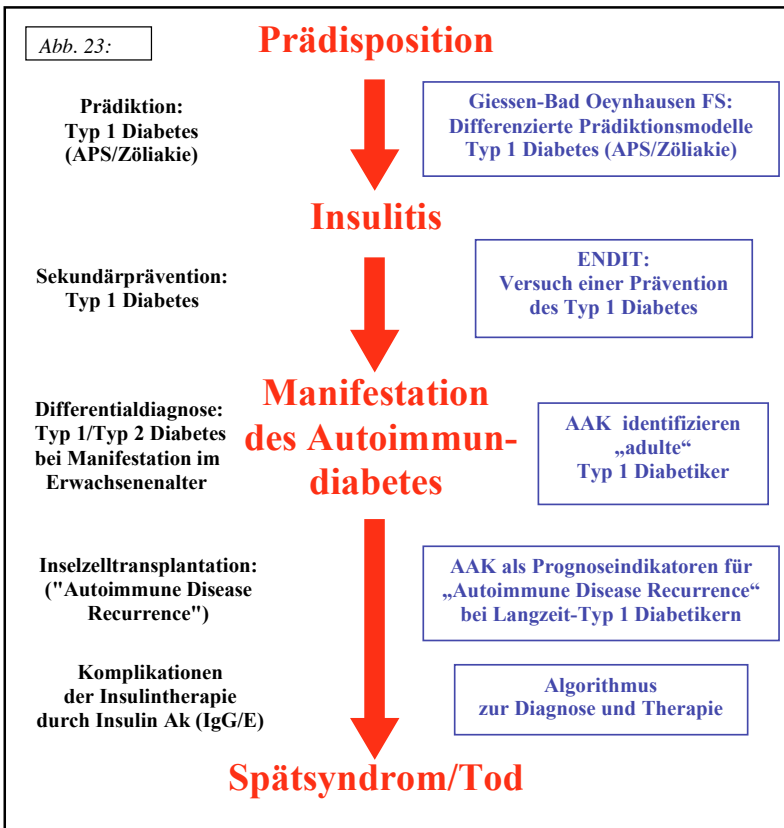 Abb. 23:
Prädisposition
Prädiktion:
Typ 1 Diabetes
(APS/Zöliakie)
Giessen-Bad Oeynhausen FS:
Differenzierte Prädiktionsmodelle
Typ 1 Diabetes (APS/Zöliakie)
Insulitis
Sekundärprävention:
Typ 1 Diabetes
ENDIT:
Versuch einer Prävention
des Typ 1 Diabetes
Manifestation
des Autoimmun-
diabetes
Differentialdiagnose:
Typ 1/Typ 2 Diabetes
bei Manifestation im
Erwachsenenalter
AAK identifizieren
„adulte“
Typ 1 Diabetiker
Inselzelltransplantation:
("Autoimmune Disease
Recurrence")
AAK als Prognoseindikatoren für
„Autoimmune Disease Recurrence“
bei Langzeit-Typ 1 Diabetikern
Komplikationen
der Insulintherapie
durch Insulin Ak (IgG/E)
Algorithmus
zur Diagnose und Therapie
Spätsyndrom/Tod